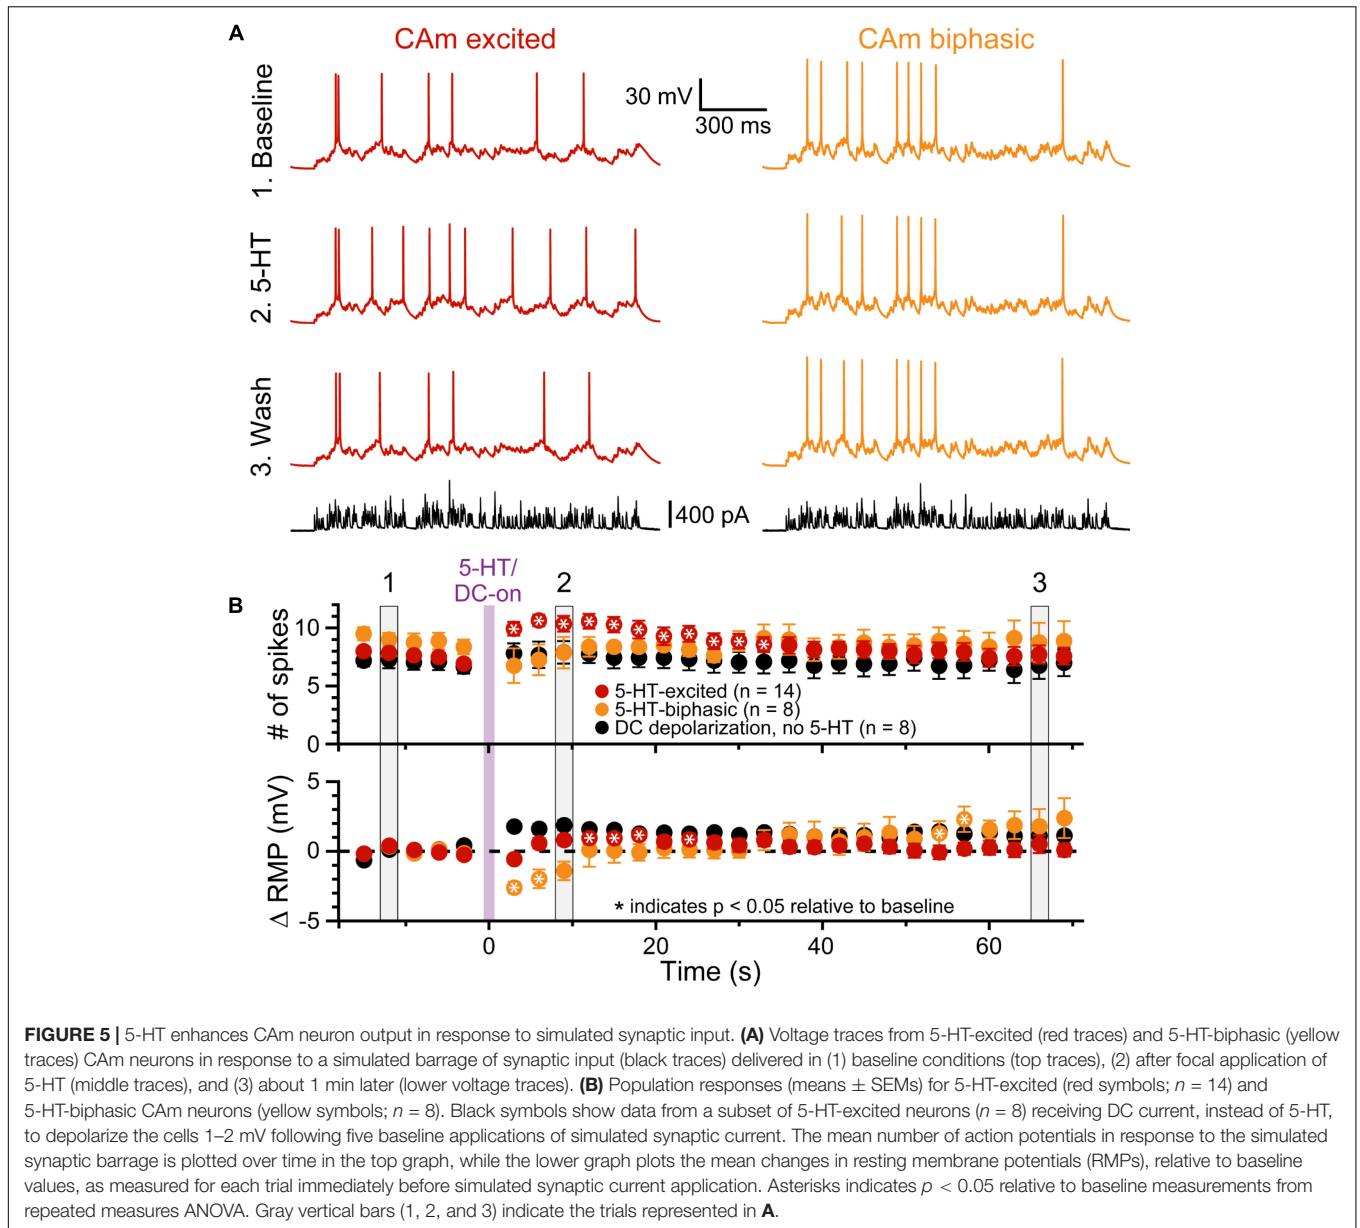 A
CAm excited
CAm biphasic
30 mV
300 ms
1. Baseline
2. 5-HT
3. Wash
400 pA
5-HT/
DC-on
1
2
3
B
# of spikes
10
5
0
5-HT-excited (n = 14)
5-HT-biphasic (n = 8)
DC depolarization, no 5-HT (n = 8)
Δ RMP (mV)
5
0
-5
* indicates p < 0.05 relative to baseline
0
20
40
60
Time (s)
FIGURE 5 | 5-HT enhances CAm neuron output in response to simulated synaptic input. (A) Voltage traces from 5-HT-excited (red traces) and 5-HT-biphasic (yellow
traces) CAm neurons in response to a simulated barrage of synaptic input (black traces) delivered in (1) baseline conditions (top traces), (2) after focal application of
5-HT (middle traces), and (3) about 1 min later (lower voltage traces). (B) Population responses (means ± SEMs) for 5-HT-excited (red symbols; n = 14) and
5-HT-biphasic CAm neurons (yellow symbols; n = 8). Black symbols show data from a subset of 5-HT-excited neurons (n = 8) receiving DC current, instead of 5-HT,
to depolarize the cells 1–2 mV following five baseline applications of simulated synaptic current. The mean number of action potentials in response to the simulated
synaptic barrage is plotted over time in the top graph, while the lower graph plots the mean changes in resting membrane potentials (RMPs), relative to baseline
values, as measured for each trial immediately before simulated synaptic current application. Asterisks indicates p < 0.05 relative to baseline measurements from
repeated measures ANOVA. Gray vertical bars (1, 2, and 3) indicate the trials represented in A.